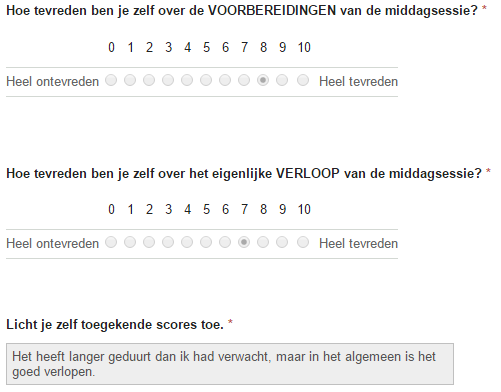 Hoe tevreden ben je zelf over de VOORBEREIDINGEN van de middagsessie? *
0 1 2 3 4 5 6 7 8 9 10
Heel ontevreden Heel tevreden
Hoe tevreden ben je zelf over het eigenlijke VERLOOP van de middagsessie? *
0 1 2 3 4 5 6 7 8 9 10
Heel ontevreden Heel tevreden
Licht je zelf toegekende scores toe. *
Het heeft langer geduurt dan ik had verwacht, maar in het algemeen is het
goed verlopen.